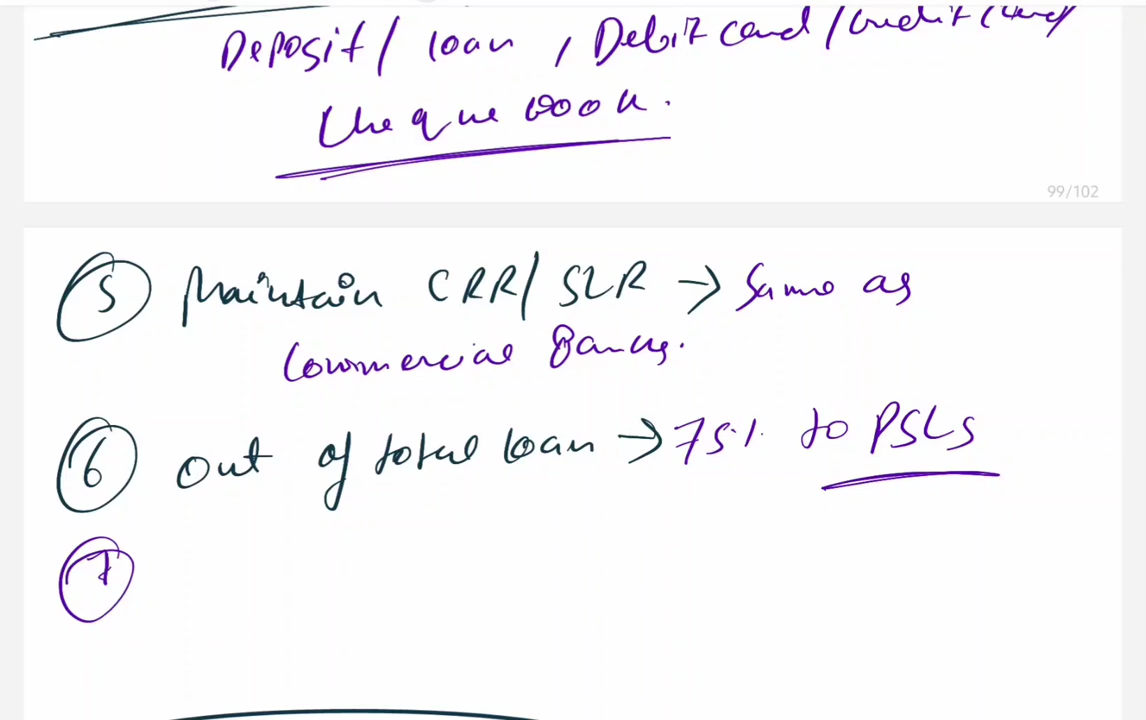 Deposit/ loan, Debit card/credit card/
Cheque book.
99/102
5 Maintain CRR/ SLR → Same as
Commercial Banks.
6 out of total loan → 75% to PSLs
7